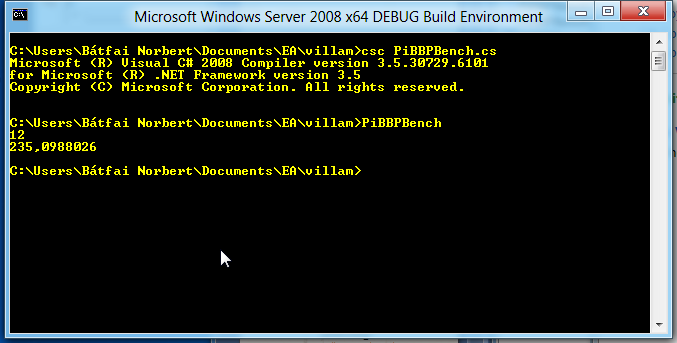 Microsoft Windows Server 2008 x64 DEBUG Build Environment
C:\Users\Bátfai Norbert\Documents\EA\villam>csc PiBBPBench.cs
Microsoft (R) Visual C# 2008 Compiler version 3.5.30729.6101
for Microsoft (R) .NET Framework version 3.5
Copyright (C) Microsoft Corporation. All rights reserved.
C:\Users\Bátfai Norbert\Documents\EA\villam>PiBBPBench
12
235,0988026
C:\Users\Bátfai Norbert\Documents\EA\villam>